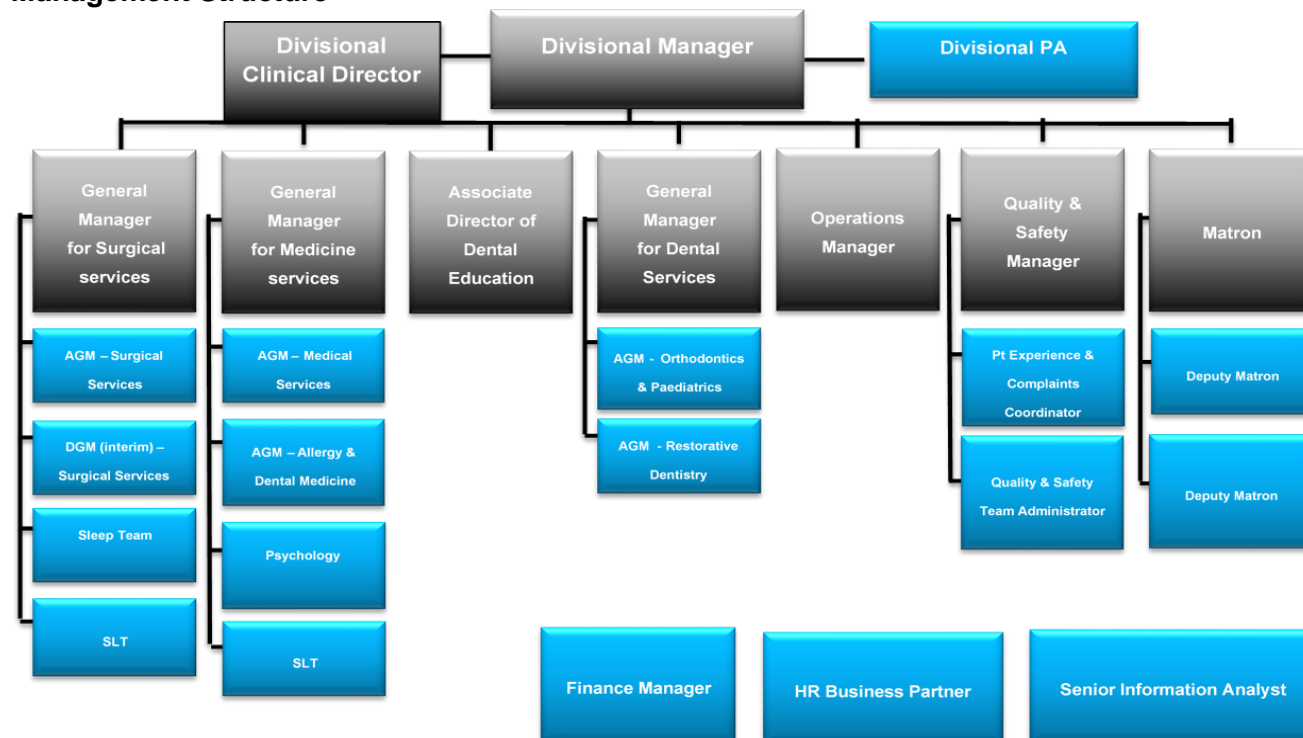 Management Structure
Divisional
Clinical Director
Divisional Manager
Divisional PA
General
Manager
for Surgical
services
General
Manager
for Medicine
services
Associate
Director of
Dental
Education
General
Manager
for Dental
Services
Operations
Manager
Quality &
Safety
Manager
Matron
AGM – Surgical
Services
DGM (interim) –
Surgical Services
Sleep Team
SLT
AGM – Medical
Services
AGM – Allergy &
Dental Medicine
Psychology
SLT
AGM - Orthodontics
& Paediatrics
AGM - Restorative
Dentistry
Pt Experience &
Complaints
Coordinator
Quality & Safety
Team Administrator
Deputy Matron
Deputy Matron
Finance Manager
HR Business Partner
Senior Information Analyst